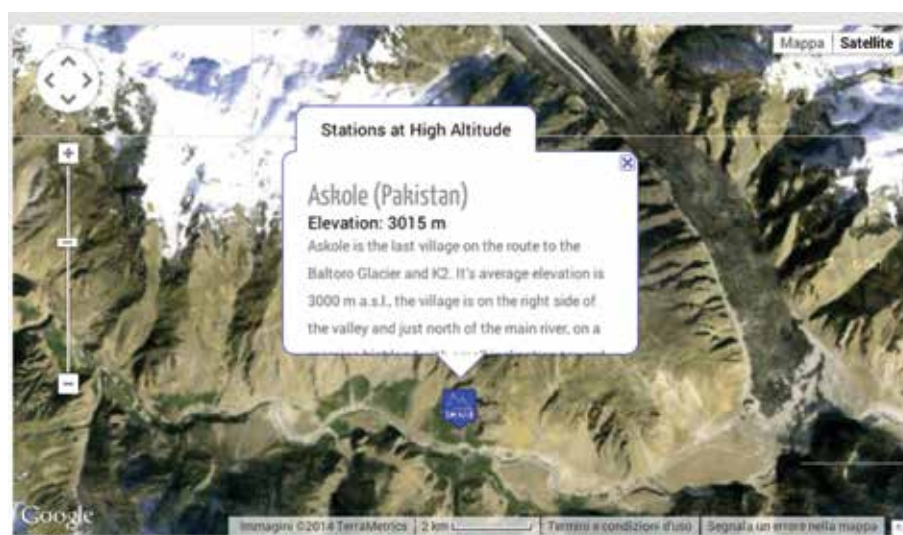 Mappa Satellite
Stations at High Altitude
Askole (Pakistan)
Elevation: 3015 m
Askole is the last village on the route to the
Baltoro Glacier and K2. It's average elevation is
3000 m a.s.l., the village is on the right side of
the valley and just north of the main river, on a
Google
Immagini ©2014 TerraMetrics 2 km Termini e condizioni d'uso Segnala un errore nella mappa